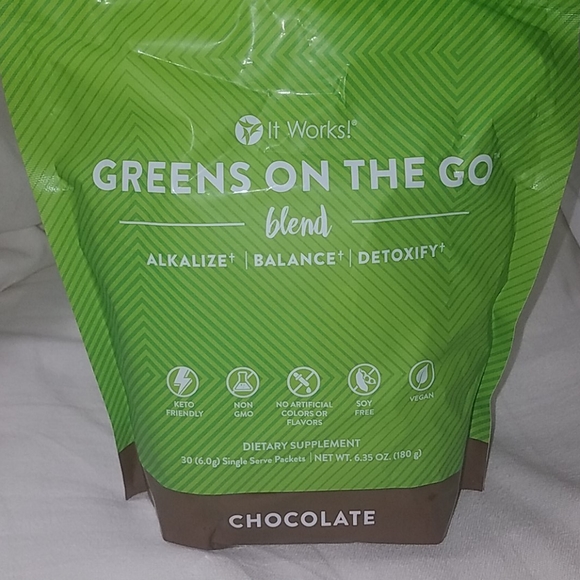 It Works!®
GREENS ON THE GO™
blend
ALKALIZE† | BALANCE† | DETOXIFY†
KETO FRIENDLY
NON GMO
NO ARTIFICIAL COLORS OR FLAVORS
SOY FREE
VEGAN
DIETARY SUPPLEMENT
30 (6.0g) Single Serve Packets | NET WT. 6.35 OZ. (180 g)
CHOCOLATE